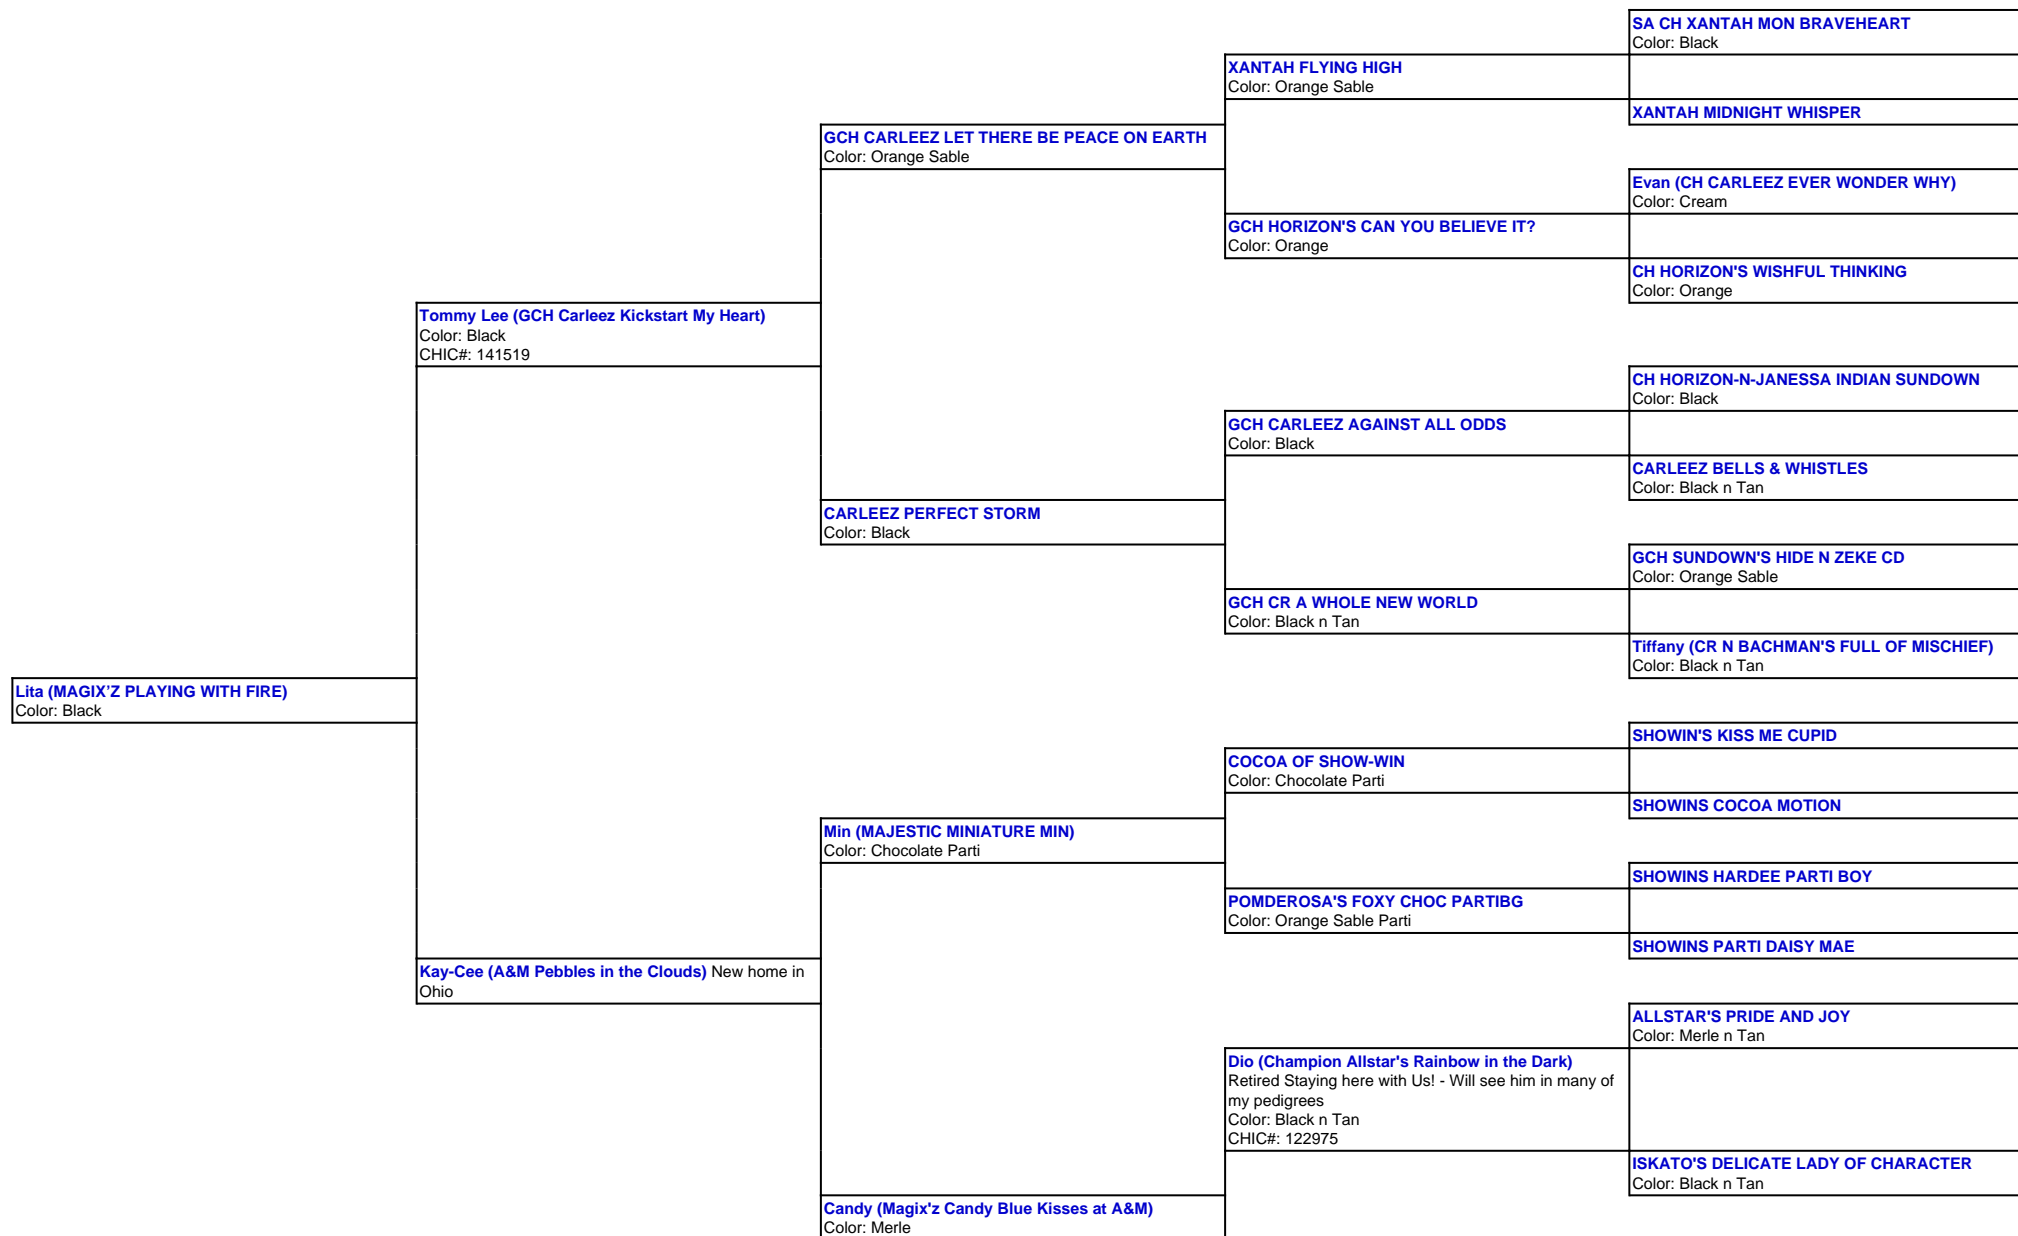 SA CH XANTAH MON BRAVEHEART
Color: Black
XANTAH FLYING HIGH
Color: Orange Sable
XANTAH MIDNIGHT WHISPER
GCH CARLEEZ LET THERE BE PEACE ON EARTH
Color: Orange Sable
Evan (CH CARLEEZ EVER WONDER WHY)
Color: Cream
GCH HORIZON'S CAN YOU BELIEVE IT?
Color: Orange
CH HORIZON'S WISHFUL THINKING
Color: Orange
Tommy Lee (GCH Carleez Kickstart My Heart)
Color: Black
CHIC#: 141519
CH HORIZON-N-JANESSA INDIAN SUNDOWN
Color: Black
GCH CARLEEZ AGAINST ALL ODDS
Color: Black
CARLEEZ BELLS & WHISTLES
Color: Black n Tan
CARLEEZ PERFECT STORM
Color: Black
GCH SUNDOWN'S HIDE N ZEKE CD
Color: Orange Sable
GCH CR A WHOLE NEW WORLD
Color: Black n Tan
Tiffany (CR N BACHMAN'S FULL OF MISCHIEF)
Color: Black n Tan
Lita (MAGIX’Z PLAYING WITH FIRE)
Color: Black
SHOWIN'S KISS ME CUPID
COCOA OF SHOW-WIN
Color: Chocolate Parti
SHOWINS COCOA MOTION
Min (MAJESTIC MINIATURE MIN)
Color: Chocolate Parti
SHOWINS HARDEE PARTI BOY
POMDEROSA'S FOXY CHOC PARTIBG
Color: Orange Sable Parti
SHOWINS PARTI DAISY MAE
Kay-Cee (A&M Pebbles in the Clouds) New home in
Ohio
ALLSTAR'S PRIDE AND JOY
Color: Merle n Tan
Dio (Champion Allstar's Rainbow in the Dark)
Retired Staying here with Us! - Will see him in many of
my pedigrees
Color: Black n Tan
CHIC#: 122975
ISKATO'S DELICATE LADY OF CHARACTER
Color: Black n Tan
Candy (Magix'z Candy Blue Kisses at A&M)
Color: Merle